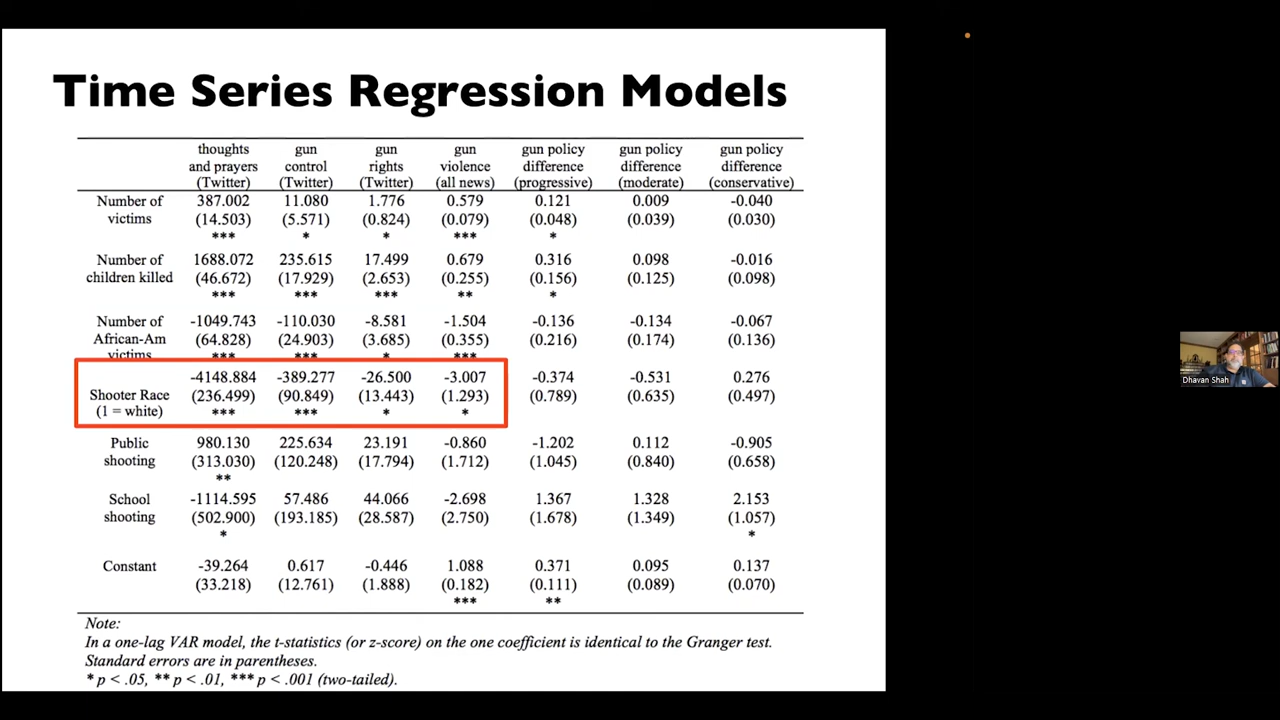 Time Series Regression Models
thoughts and prayers (Twitter) gun control (Twitter) gun rights (Twitter) gun violence (all news) gun policy difference (progressive) gun policy difference (moderate) gun policy difference (conservative)
Number of victims 387.002 11.080 1.776 0.579 0.121 0.009 -0.040
(14.503) (5.571) (0.824) (0.079) (0.048) (0.039) (0.030)
*** * * *** *
Number of children killed 1688.072 235.615 17.499 0.679 0.316 0.098 -0.016
(46.672) (17.929) (2.653) (0.255) (0.156) (0.125) (0.098)
*** *** *** ** *
Number of African-Am victims -1049.743 -110.030 -8.581 -1.504 -0.136 -0.134 -0.067
(64.828) (24.903) (3.685) (0.355) (0.216) (0.174) (0.136)
*** *** * ***
Shooter Race (1 = white) -4148.884 -389.277 -26.500 -3.007 -0.374 -0.531 0.276
(236.499) (90.849) (13.443) (1.293) (0.789) (0.635) (0.497)
*** *** * *
Public shooting 980.130 225.634 23.191 -0.860 -1.202 0.112 -0.905
(313.030) (120.248) (17.794) (1.712) (1.045) (0.840) (0.658)
**
School shooting -1114.595 57.486 44.066 -2.698 1.367 1.328 2.153
(502.900) (193.185) (28.587) (2.750) (1.678) (1.349) (1.057)
* *
Constant -39.264 0.617 -0.446 1.088 0.371 0.095 0.137
(33.218) (12.761) (1.888) (0.182) (0.111) (0.089) (0.070)
*** **
Note:
In a one-lag VAR model, the t-statistics (or z-score) on the one coefficient is identical to the Granger test.
Standard errors are in parentheses.
* p < .05, ** p < .01, *** p < .001 (two-tailed).
Dhavan Shah